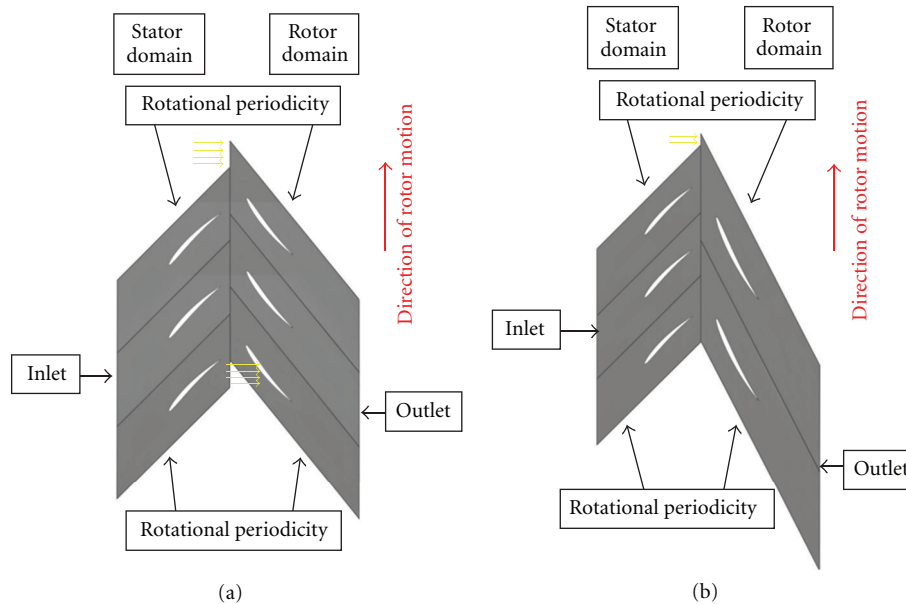 Stator
domain
Rotor
domain
Rotational periodicity
Direction of rotor motion
Inlet
Outlet
Rotational periodicity
(a)
Stator
domain
Rotor
domain
Rotational periodicity
Direction of rotor motion
Inlet
Outlet
Rotational periodicity
(b)